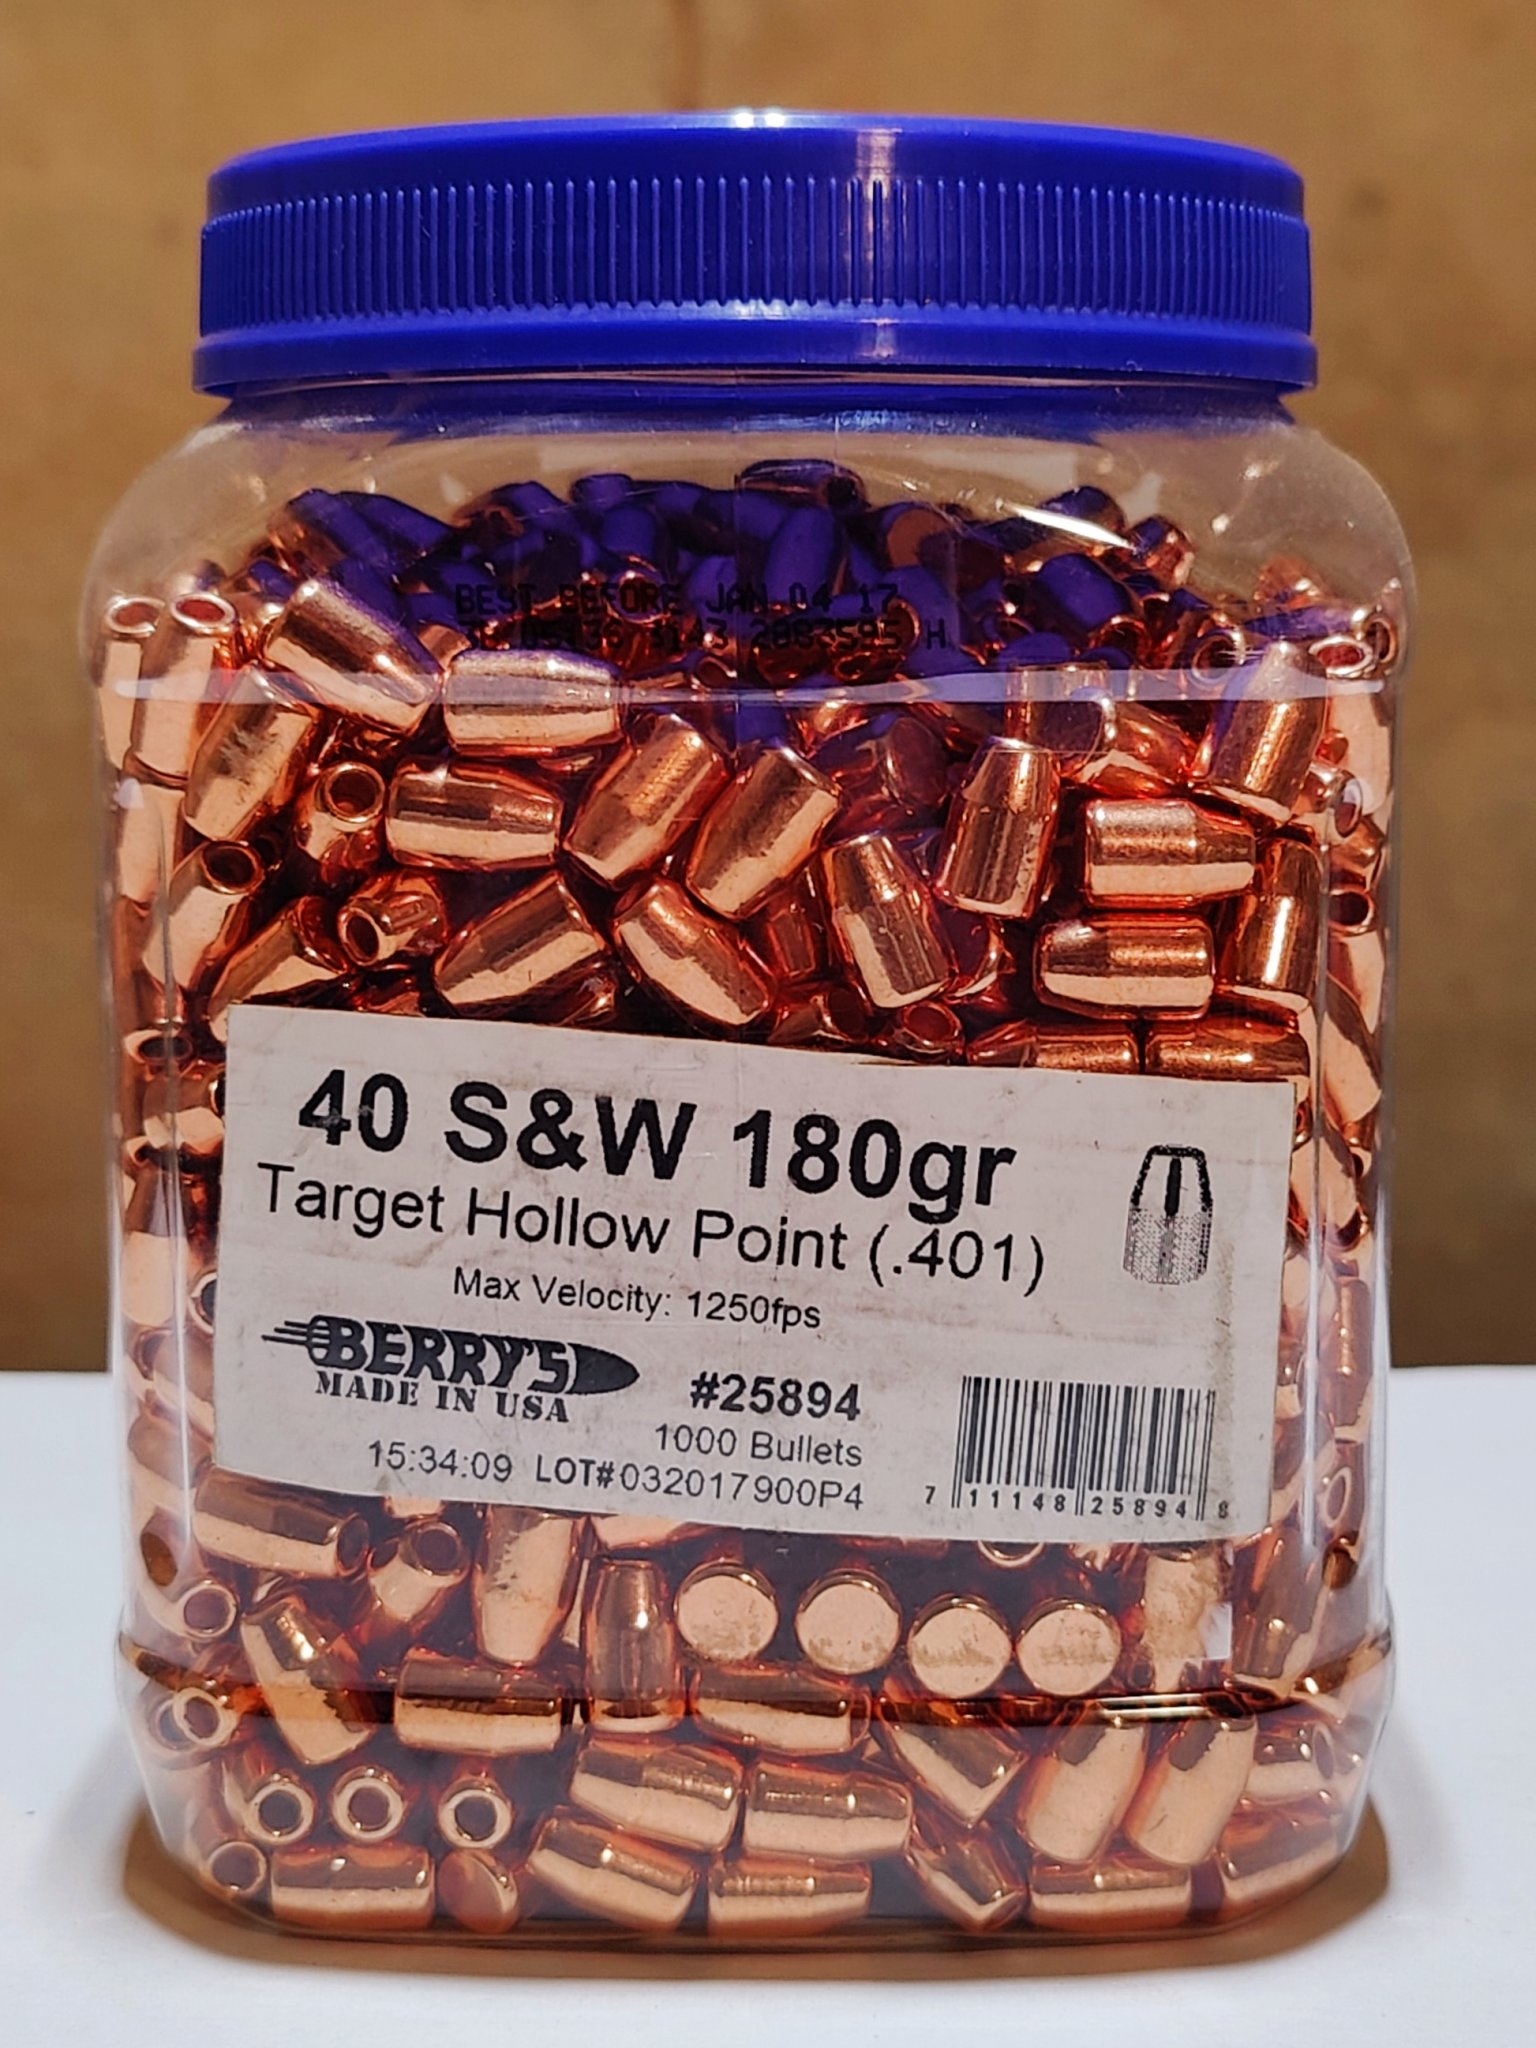 BEST BEFORE JAN 04 17
2883595 H
40 S&W 180gr
Target Hollow Point (.401)
Max Velocity: 1250fps
BERRY'S
MADE IN USA
#25894
1000 Bullets
15:34:09 LOT#032017900P4
7 11148 25894 8